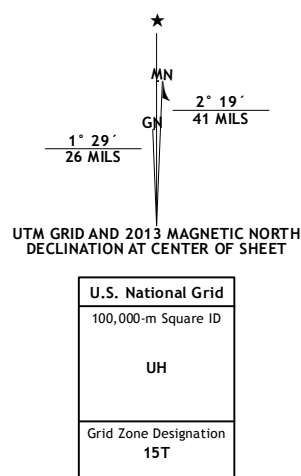 ★
MN
2° 19´
41 MILS
GN
1° 29´
26 MILS
UTM GRID AND 2013 MAGNETIC NORTH
DECLINATION AT CENTER OF SHEET
U.S. National Grid
100,000-m Square ID
UH
Grid Zone Designation
15T